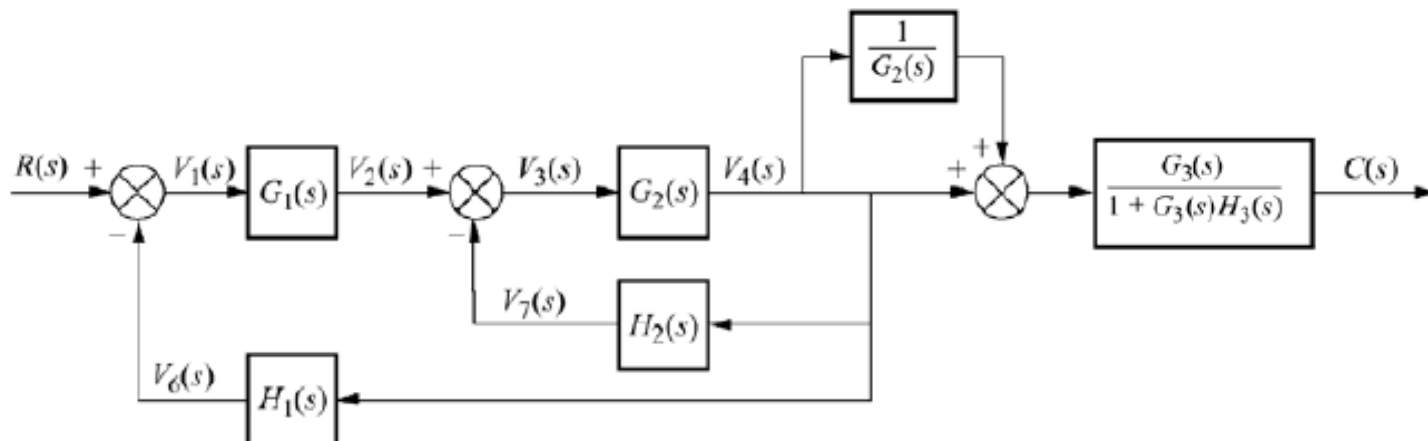 1
G2(s)
R(s) + V1(s) G1(s) V2(s) + V3(s) G2(s) V4(s) + + G3(s) C(s)
1 + G3(s)H3(s)
− −
V7(s) H2(s)
V6(s) H1(s)